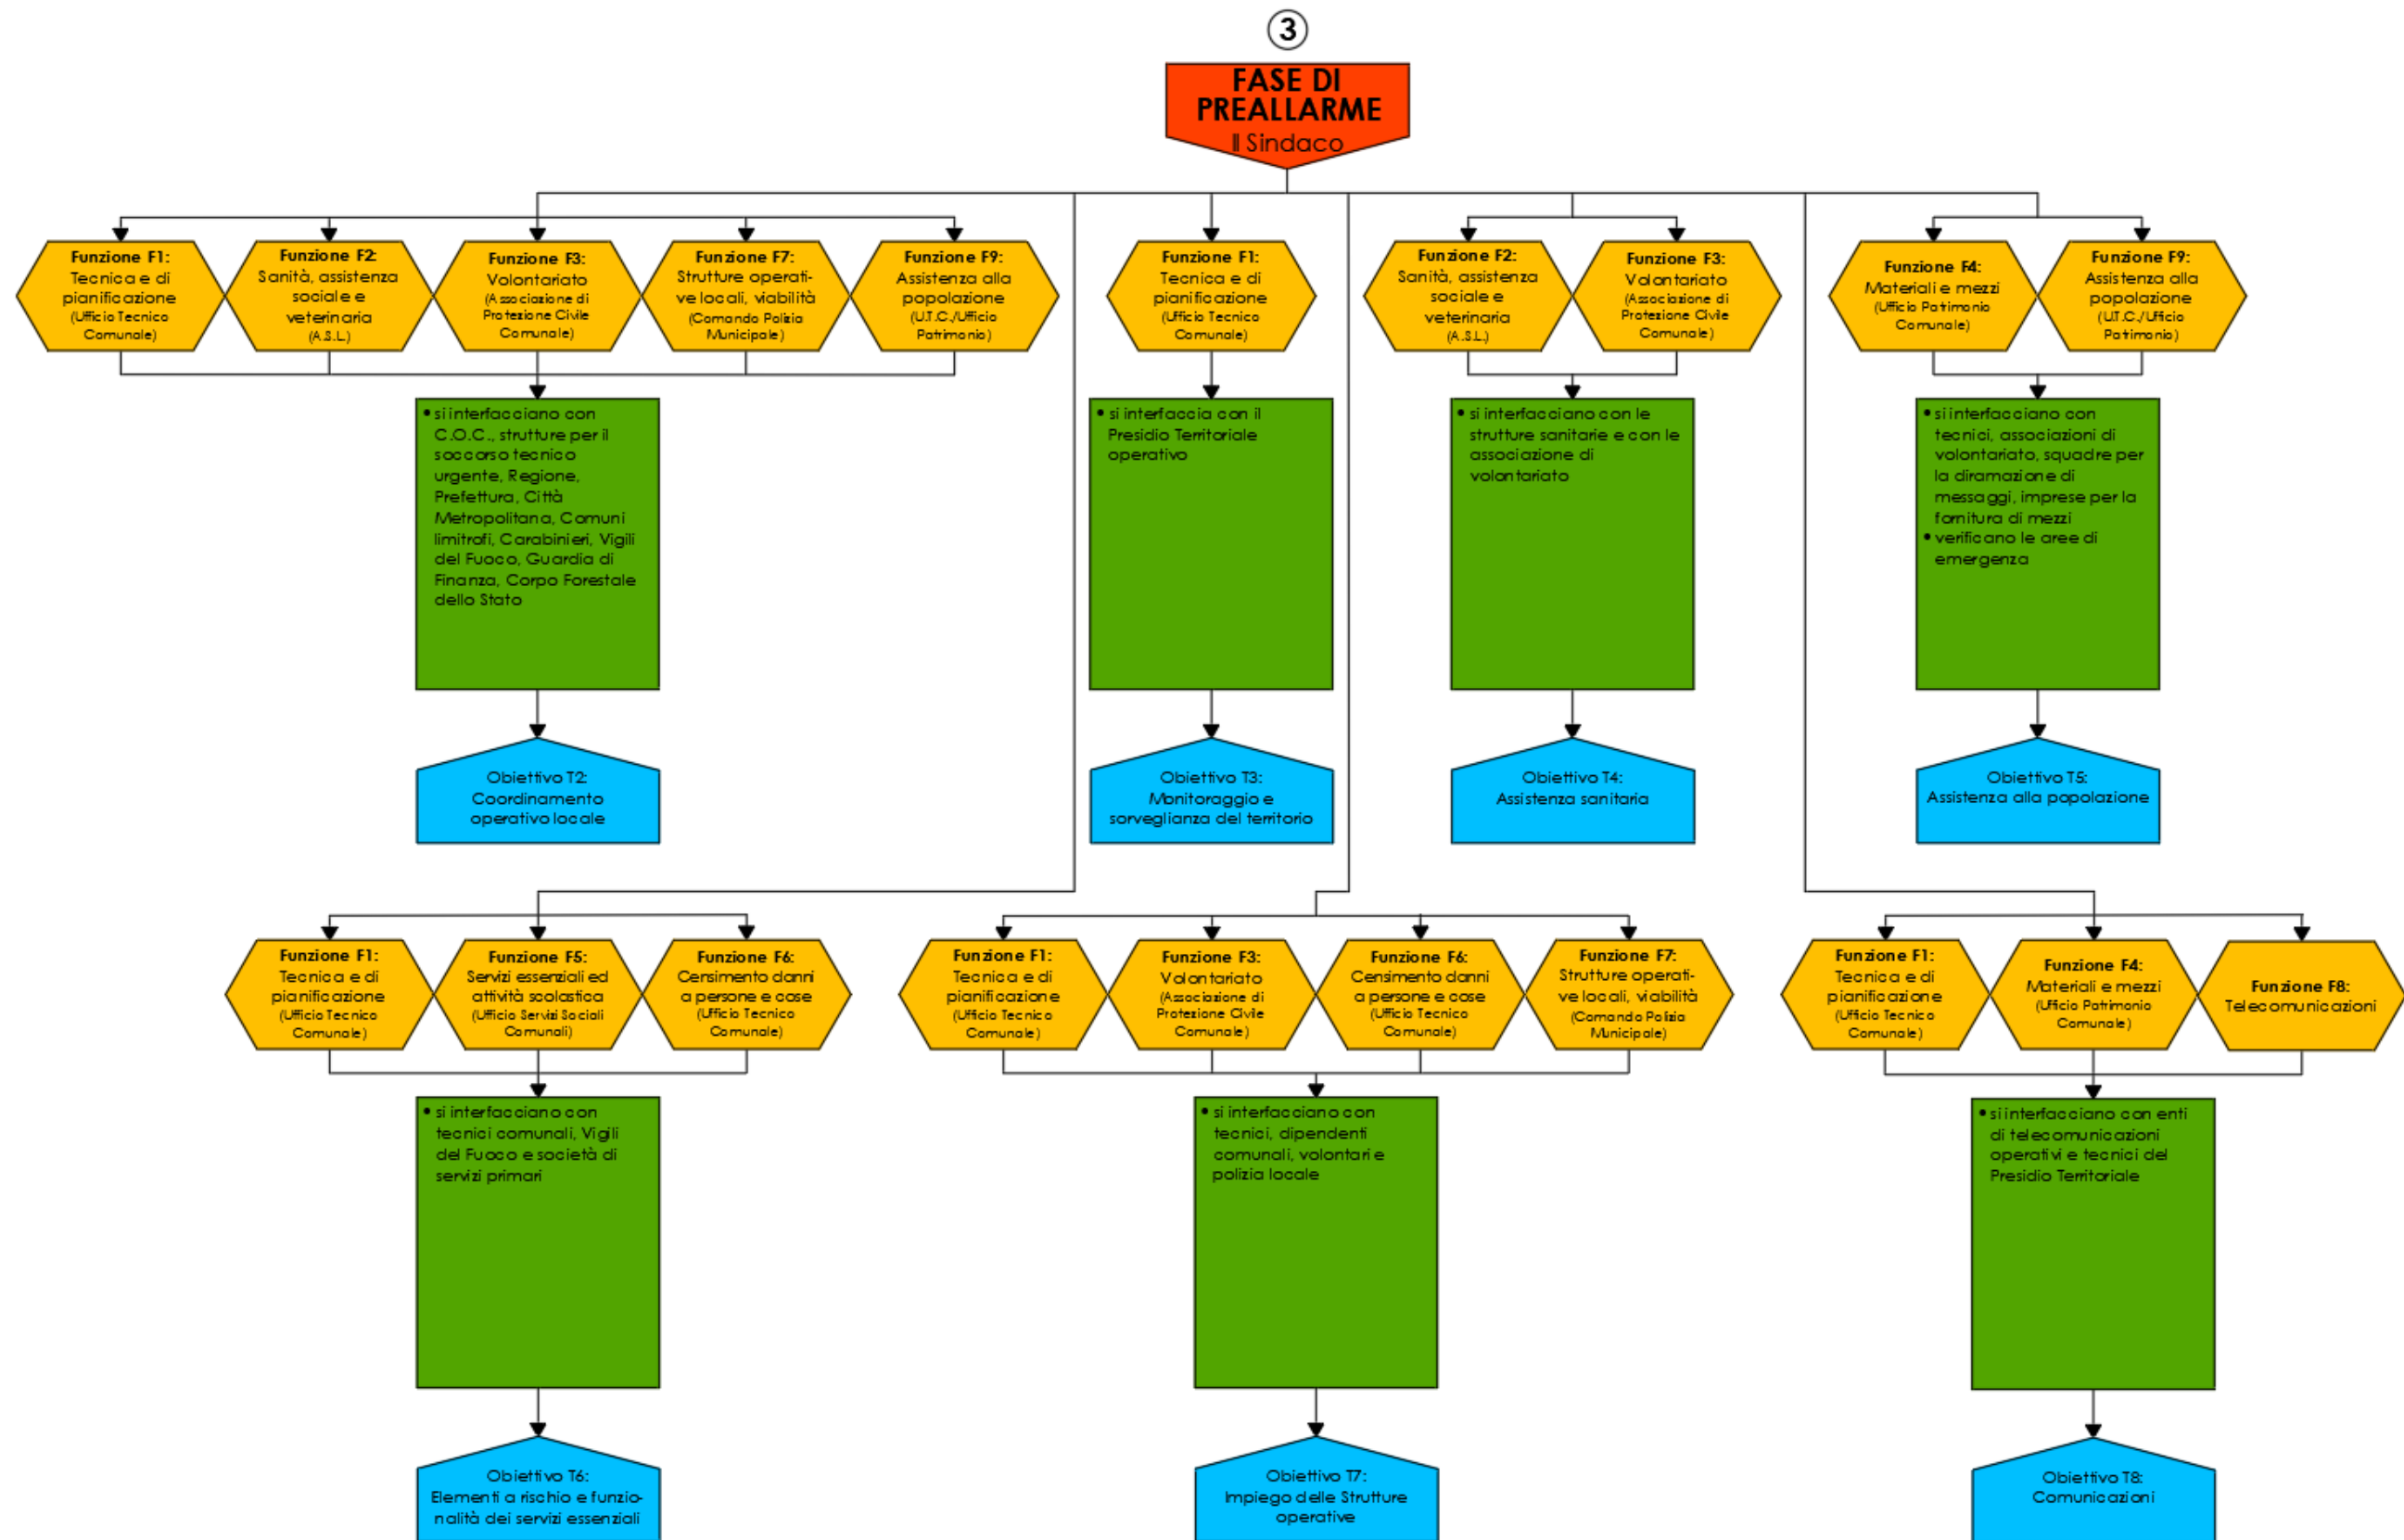 3
FASE DI
PREALLARME
Il Sindaco
Funzione F1:
Tecnica e di
pianificazione
(Ufficio Tecnico
Comunale)
Funzione F2:
Sanità, assistenza
sociale e
veterinaria
(A.S.L.)
Funzione F3:
Volontariato
(Associazione di
Protezione Civile
Comunale)
Funzione F7:
Strutture operati-
ve locali, viabilità
(Comando Polizia
Municipale)
Funzione F9:
Assistenza alla
popolazione
(U.T.C./Ufficio
Patrimonio)
Funzione F1:
Tecnica e di
pianificazione
(Ufficio Tecnico
Comunale)
Funzione F2:
Sanità, assistenza
sociale e
veterinaria
(A.S.L.)
Funzione F3:
Volontariato
(Associazione di
Protezione Civile
Comunale)
Funzione F4:
Materiali e mezzi
(Ufficio Patrimonio
Comunale)
Funzione F9:
Assistenza alla
popolazione
(U.T.C./Ufficio
Patrimonio)
• si interfacciano con
C.O.C., strutture per il
soccorso tecnico
urgente, Regione,
Prefettura, Città
Metropolitana, Comuni
limitrofi, Carabinieri, Vigili
del Fuoco, Guardia di
Finanza, Corpo Forestale
dello Stato
• si interfaccia con il
Presidio Territoriale
operativo
• si interfacciano con le
strutture sanitarie e con le
associazione di
volontariato
• si interfacciano con
tecnici, associazioni di
volontariato, squadre per
la diramazione di
messaggi, imprese per la
fornitura di mezzi
• verificano le aree di
emergenza
Obiettivo T2:
Coordinamento
operativo locale
Obiettivo T3:
Monitoraggio e
sorveglianza del territorio
Obiettivo T4:
Assistenza sanitaria
Obiettivo T5:
Assistenza alla popolazione
Funzione F1:
Tecnica e di
pianificazione
(Ufficio Tecnico
Comunale)
Funzione F5:
Servizi essenziali ed
attività scolastica
(Ufficio Servizi Sociali
Comunali)
Funzione F6:
Censimento danni
a persone e cose
(Ufficio Tecnico
Comunale)
Funzione F1:
Tecnica e di
pianificazione
(Ufficio Tecnico
Comunale)
Funzione F3:
Volontariato
(Associazione di
Protezione Civile
Comunale)
Funzione F6:
Censimento danni
a persone e cose
(Ufficio Tecnico
Comunale)
Funzione F7:
Strutture operati-
ve locali, viabilità
(Comando Polizia
Municipale)
Funzione F1:
Tecnica e di
pianificazione
(Ufficio Tecnico
Comunale)
Funzione F4:
Materiali e mezzi
(Ufficio Patrimonio
Comunale)
Funzione F8:
Telecomunicazioni
• si interfacciano con
tecnici comunali, Vigili
del Fuoco e società di
servizi primari
• si interfacciano con
tecnici, dipendenti
comunali, volontari e
polizia locale
• si interfacciano con enti
di telecomunicazioni
operativi e tecnici del
Presidio Territoriale
Obiettivo T6:
Elementi a rischio e funzio-
nalità dei servizi essenziali
Obiettivo T7:
Impiego delle Strutture
operative
Obiettivo T8:
Comunicazioni